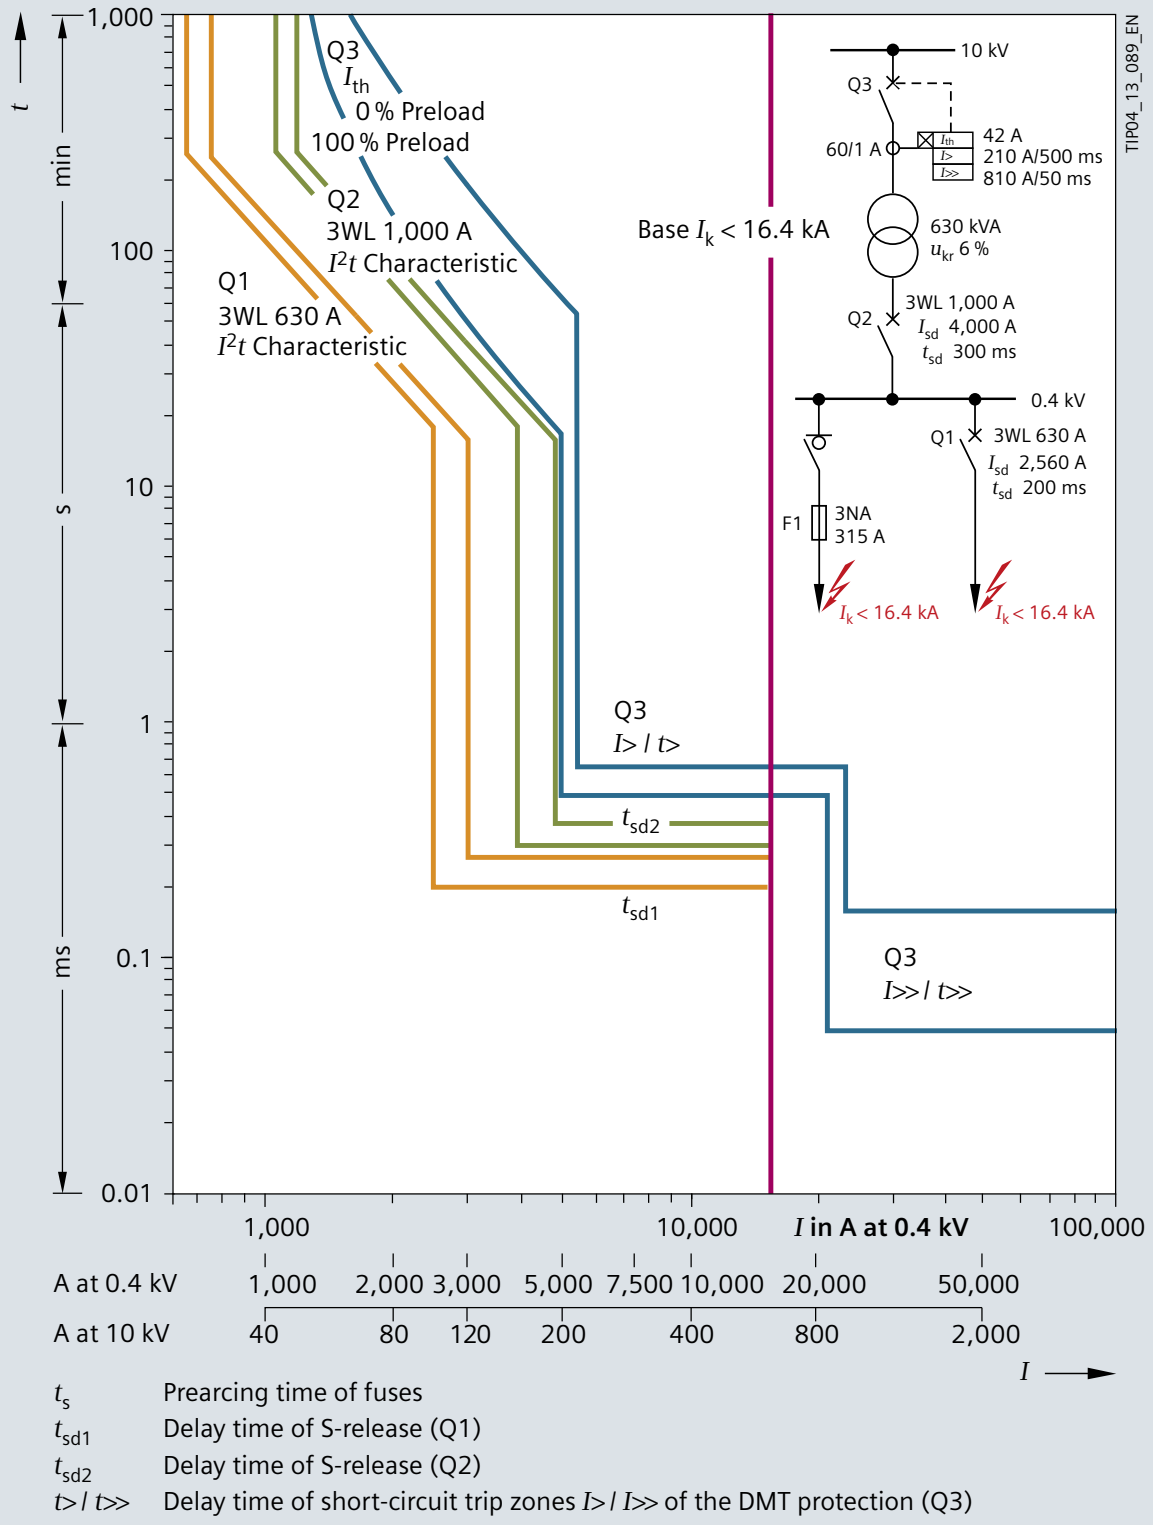 TIP04_13_089_EN
t
min
s
ms
1,000
100
10
1
0.1
0.01
Q3
Ith
0 % Preload
100 % Preload
Q2
3WL 1,000 A
I²t Characteristic
Q1
3WL 630 A
I²t Characteristic
Base Ik < 16.4 kA
10 kV
Q3
60/1 A
Ith
I>
I>>
42 A
210 A/500 ms
810 A/50 ms
630 kVA
ukr 6 %
Q2
3WL 1,000 A
Isd 4,000 A
tsd 300 ms
0.4 kV
Q1
3WL 630 A
Isd 2,560 A
tsd 200 ms
F1
3NA
315 A
Ik < 16.4 kA
Ik < 16.4 kA
Q3
I> / t>
tsd2
tsd1
Q3
I>> / t>>
1,000 10,000 I in A at 0.4 kV 100,000
A at 0.4 kV 1,000 2,000 3,000 5,000 7,500 10,000 20,000 50,000
A at 10 kV 40 80 120 200 400 800 2,000
I
ts Prearcing time of fuses
tsd1 Delay time of S-release (Q1)
tsd2 Delay time of S-release (Q2)
t> / t>> Delay time of short-circuit trip zones I> / I>> of the DMT protection (Q3)